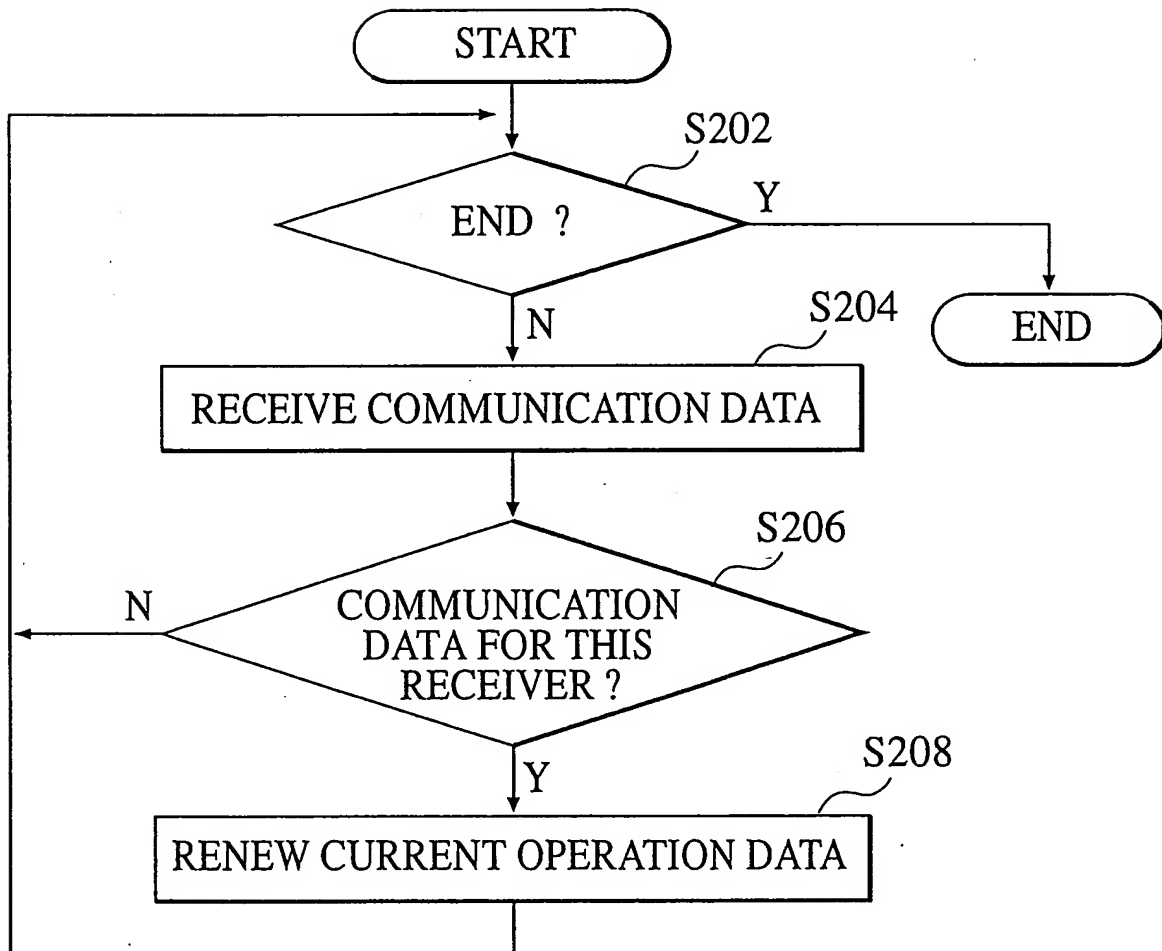 START
S202
END ?
Y
N
END
S204
RECEIVE COMMUNICATION DATA
S206
N
COMMUNICATION
DATA FOR THIS
RECEIVER ?
Y
S208
RENEW CURRENT OPERATION DATA